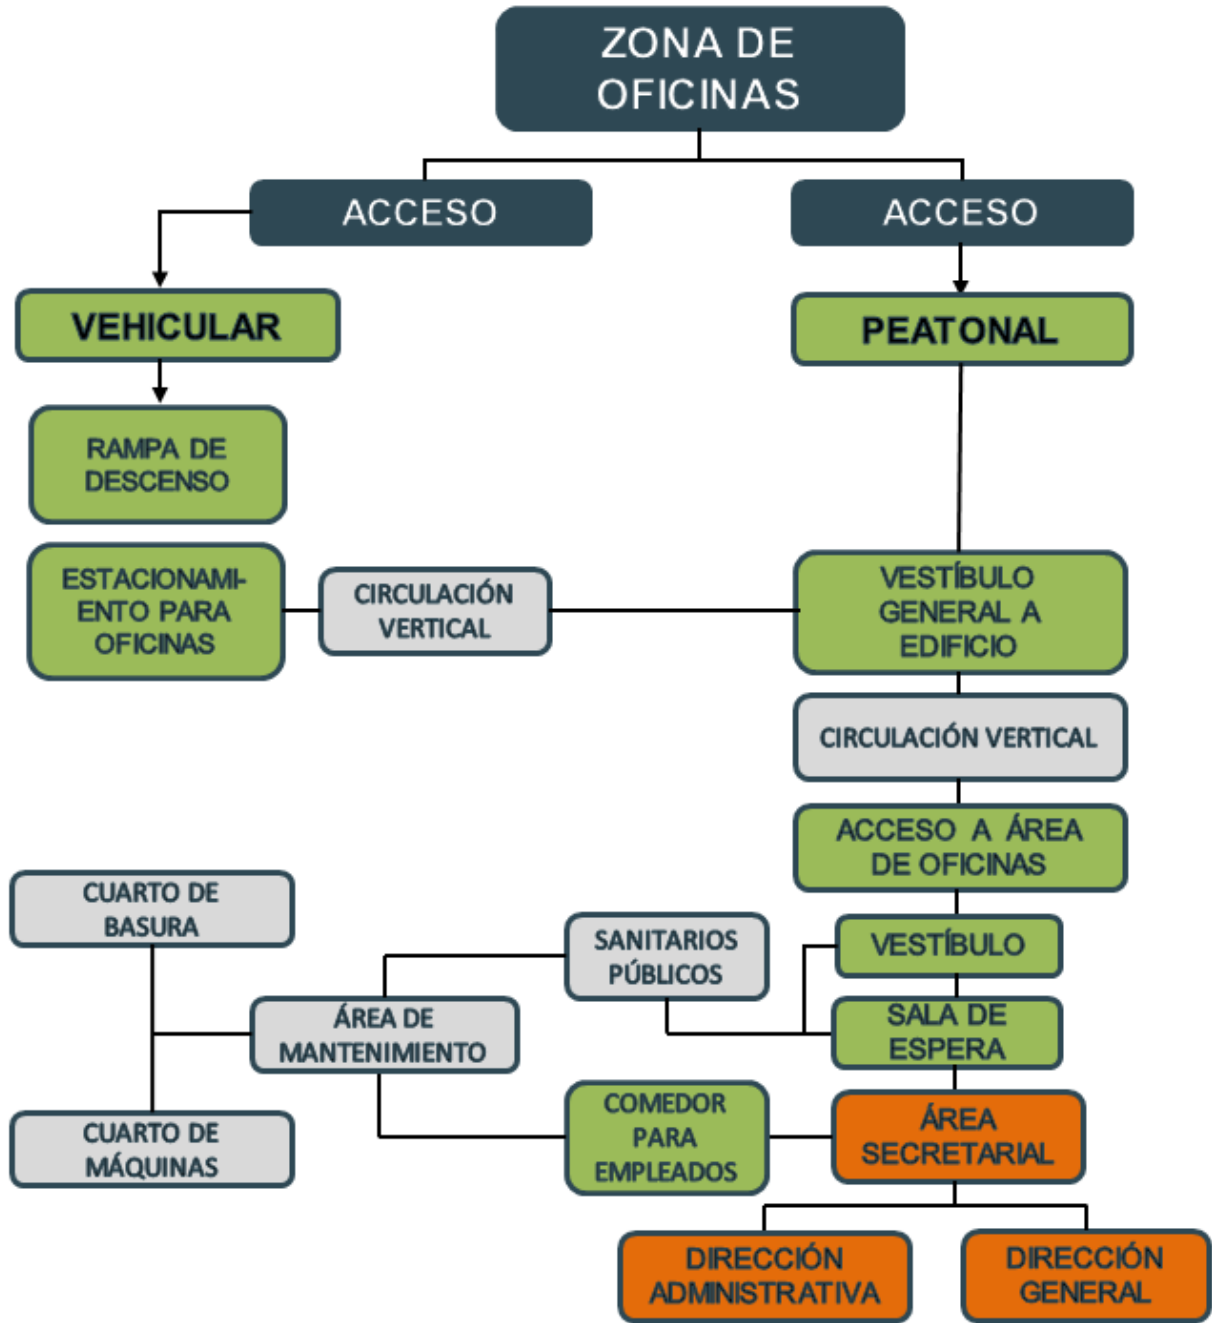 ZONA DE
OFICINAS
ACCESO
ACCESO
VEHICULAR
PEATONAL
RAMPA DE
DESCENSO
ESTACIONAMI-
ENTO PARA
OFICINAS
CIRCULACIÓN
VERTICAL
VESTÍBULO
GENERAL A
EDIFICIO
CIRCULACIÓN VERTICAL
ACCESO A ÁREA
DE OFICINAS
CUARTO DE
BASURA
SANITARIOS
PÚBLICOS
VESTÍBULO
ÁREA DE
MANTENIMIENTO
SALA DE
ESPERA
CUARTO DE
MÁQUINAS
COMEDOR
PARA
EMPLEADOS
ÁREA
SECRETARIAL
DIRECCIÓN
ADMINISTRATIVA
DIRECCIÓN
GENERAL